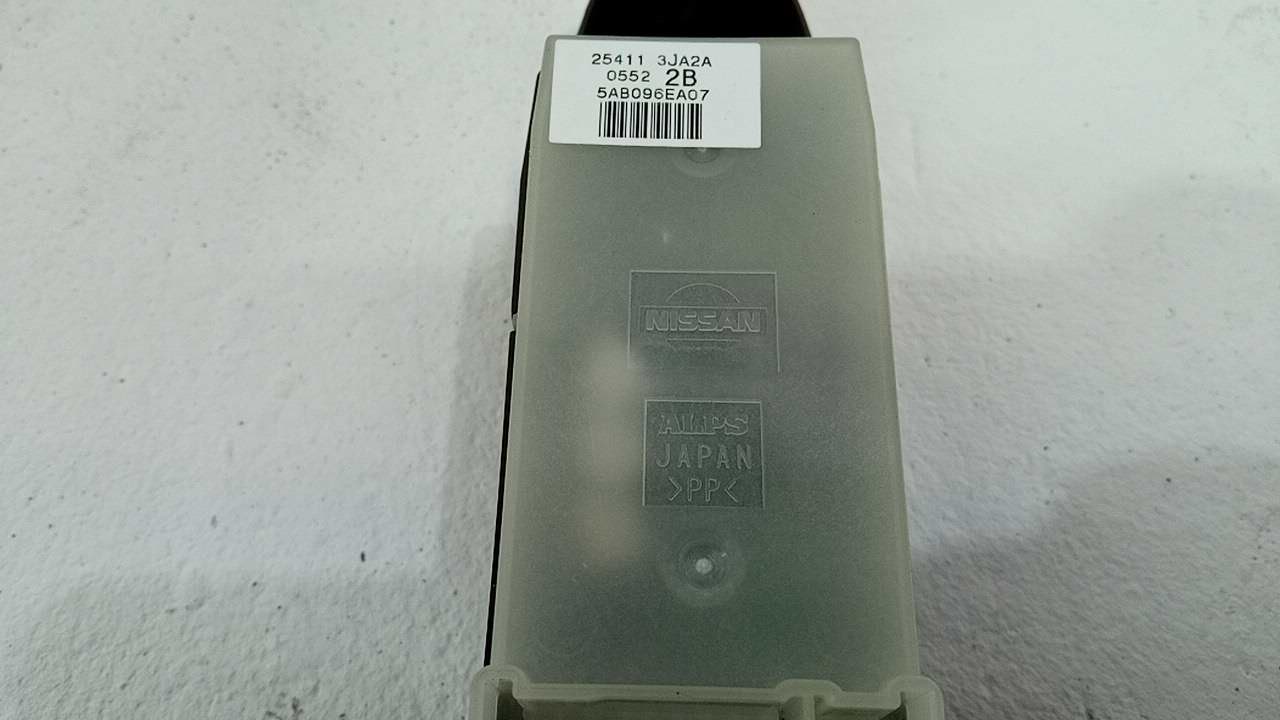 25411 3JA2A
0552 2B
5AB096EA07
NISSAN
ALPS
JAPAN
>PP<